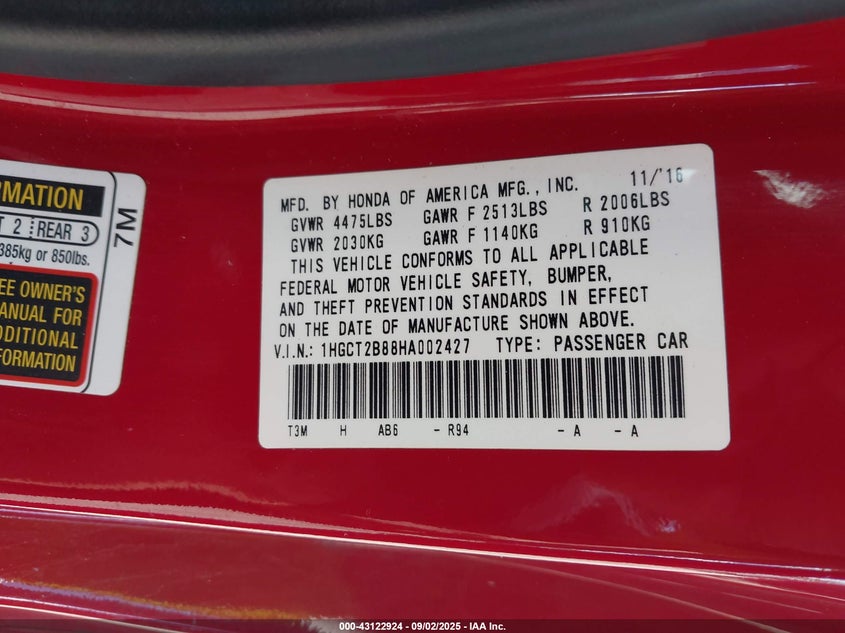 RMATION
T 2 REAR 3
385kg or 850lbs.
EE OWNER'S
ANUAL FOR
DDITIONAL
FORMATION
7M
MFD. BY HONDA OF AMERICA MFG., INC. 11/'16
GVWR 4475LBS GAWR F 2513LBS R 2006LBS
GVWR 2030KG GAWR F 1140KG R 910KG
THIS VEHICLE CONFORMS TO ALL APPLICABLE
FEDERAL MOTOR VEHICLE SAFETY, BUMPER,
AND THEFT PREVENTION STANDARDS IN EFFECT
ON THE DATE OF MANUFACTURE SHOWN ABOVE.
V.I.N.: 1HGCT2B88HA002427 TYPE: PASSENGER CAR
T3M H AB6 - R94 - A - A
000-43122924 - 09/02/2025 - IAA Inc.